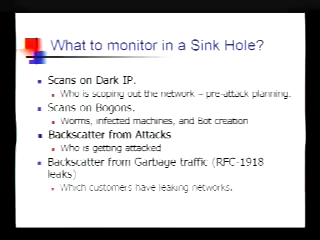 What to monitor in a Sink Hole?
Scans on Dark IP.
Who is scoping out the network – pre-attack planning.
Scans on Bogons.
Worms, infected machines, and Bot creation
Backscatter from Attacks
Who is getting attacked
Backscatter from Garbage traffic (RFC-1918
leaks)
Which customers have leaking networks.